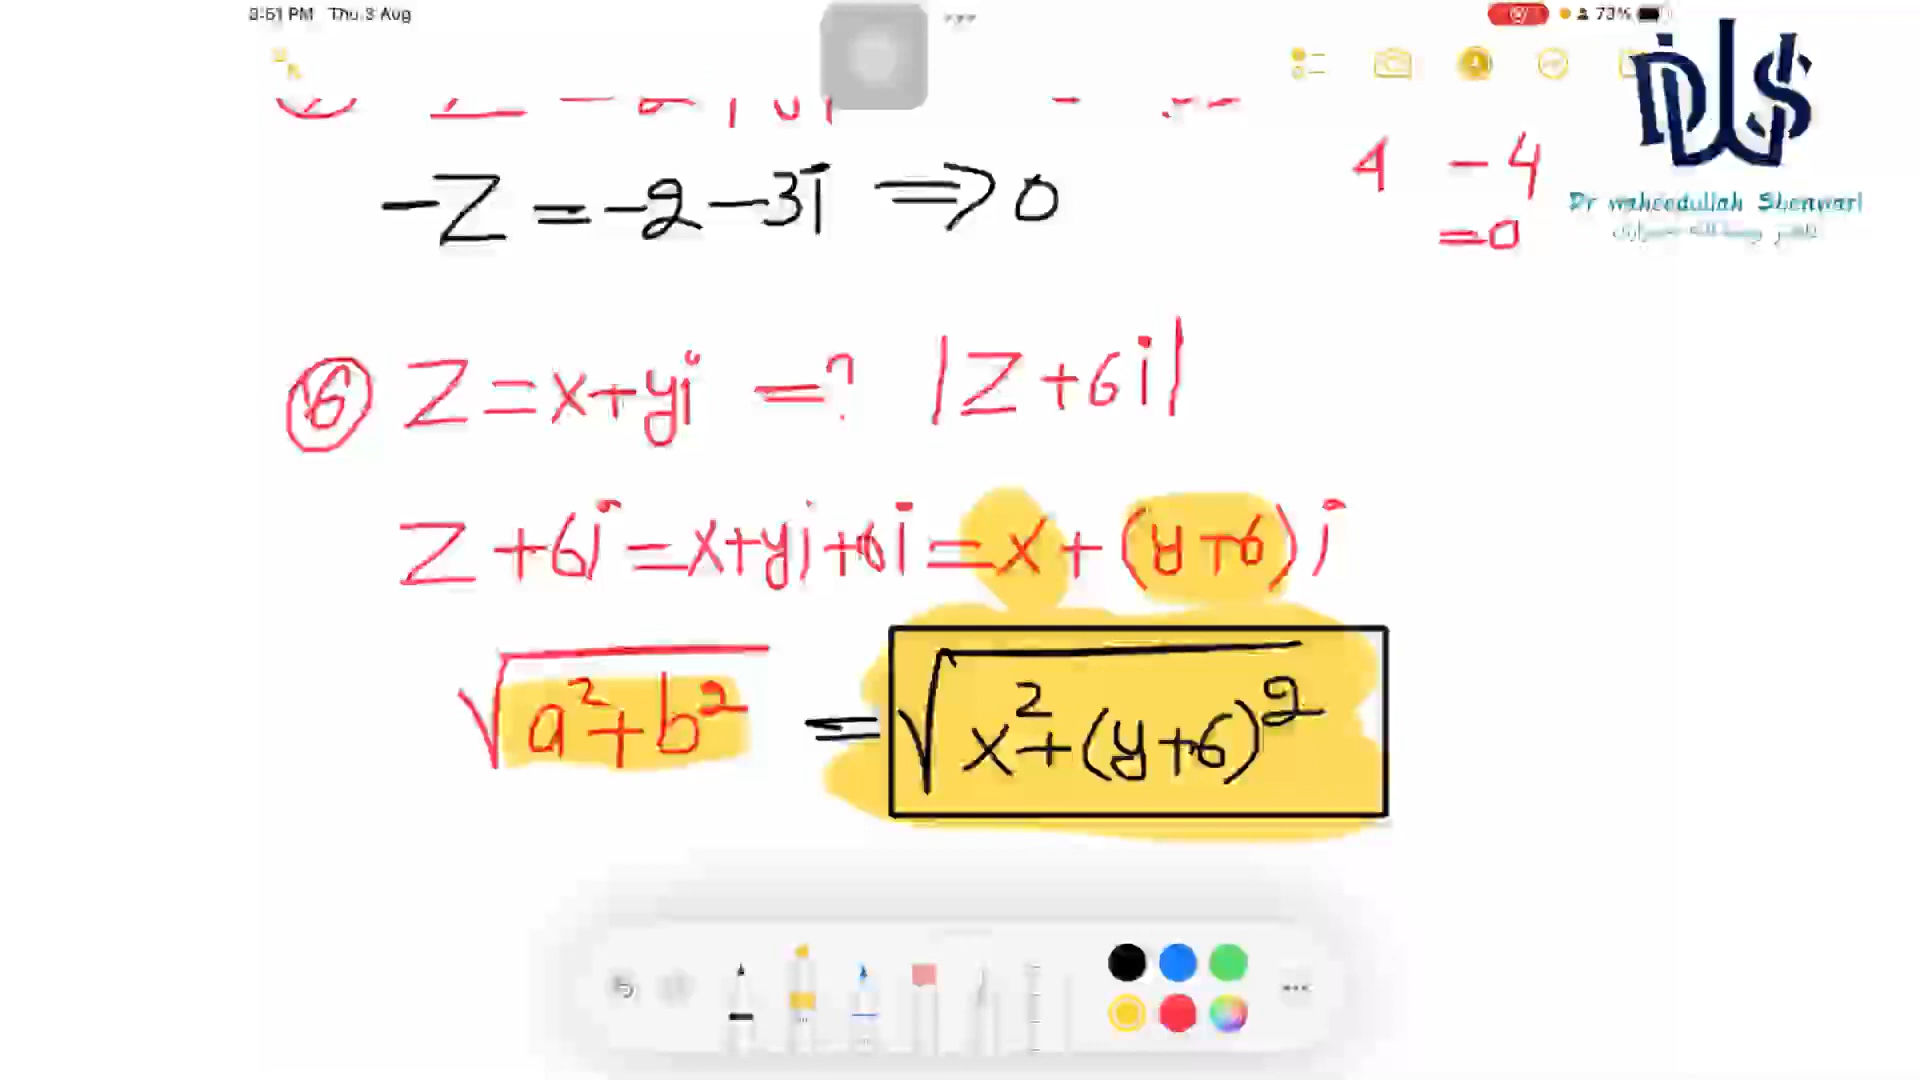 3:51 PM Thu 3 Aug
73%
4 - 4
= 0
-Z = -2 - 3i ⇒ 0
Dr waheedullah Shenwari
6 Z = x + yi = ? |Z + 6i|
Z + 6i = x + yi + 6i = x + (y + 6) i
√a² + b² = √x² + (y + 6)²